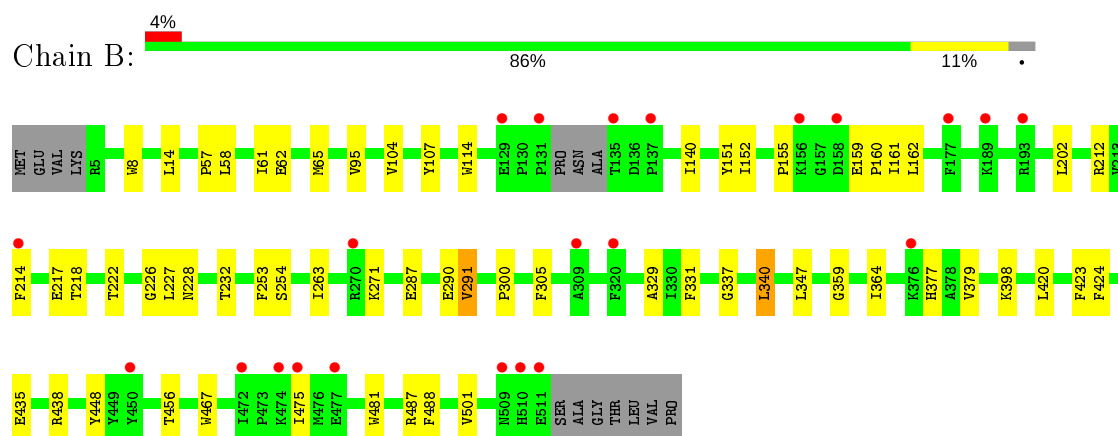 4%
Chain B:
86% 11% •
MET GLU VAL LYS R5 W8 L14 P57 L58 I61 E62 M65 V95 V104 Y107 W114 E129 P130 P131 PRO ASN ALA T135 D136 P137 I140 Y151 I152 P155 K156 G157 D158 E159 P160 I161 L162 F177 K189 R193 L202 R212 V213
F214 E217 T218 T222 G226 L227 N228 T232 F253 S254 I263 R270 K271 E287 E290 V291 P300 F305 A309 F320 A329 I330 F331 G337 L340 L347 G359 I364 K376 H377 A378 V379 K398 L420 F423 F424
E435 R438 Y448 Y449 Y450 T456 W467 I472 P473 K474 I475 M476 E477 W481 R487 F488 V501 N509 H510 E511 SER ALA GLY THR LEU VAL PRO